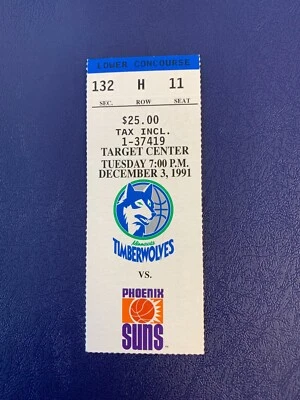 LOWER CONCOURSE
132 H 11
SEC. ROW SEAT
$25.00
TAX INCL.
1-37419
TARGET CENTER
TUESDAY 7:00 P.M.
DECEMBER 3, 1991
Minnesota
TIMBERWOLVES
VS.
PHOENIX
SUNS